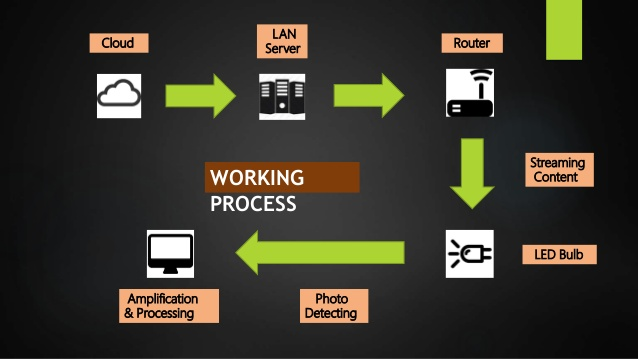 Cloud
LAN
Server
Router
Streaming
Content
WORKING
PROCESS
LED Bulb
Amplification
& Processing
Photo
Detecting